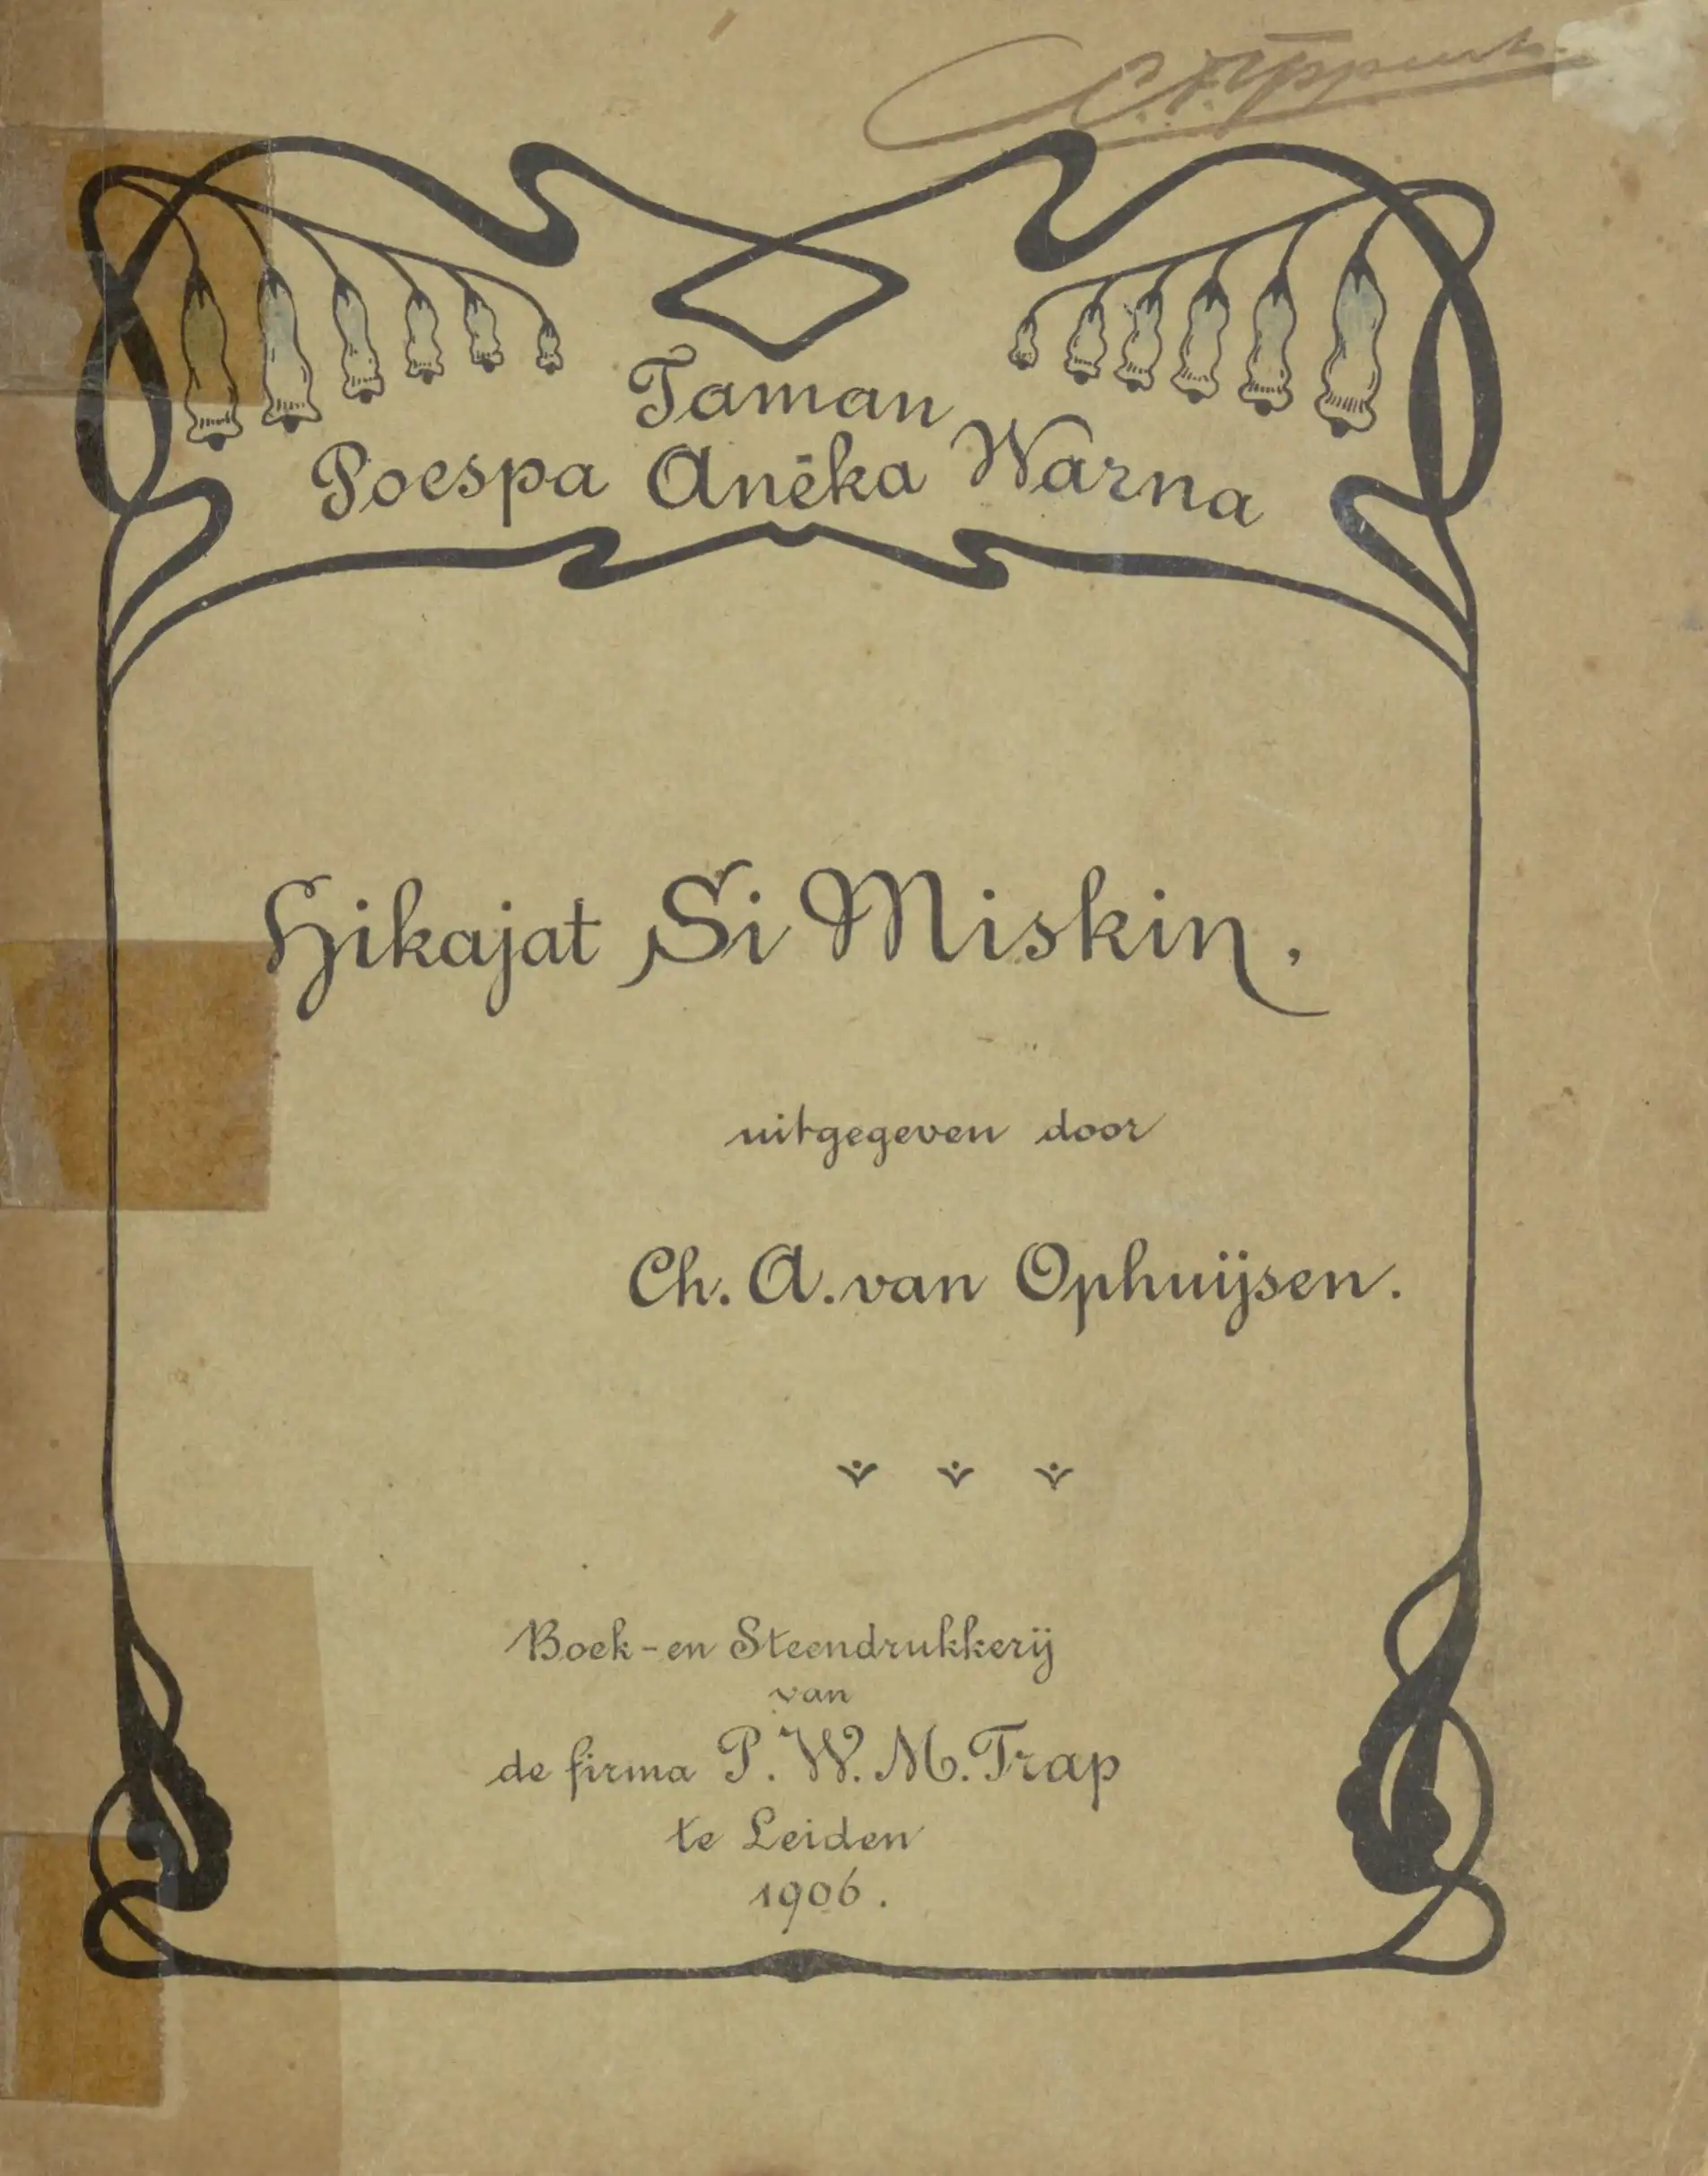 Taman
Poespa Anēka Warna
Hikajat Si Miskin.
uitgegeven door
Ch. A. van Ophuijsen.
Boek-en Steendrukkerij
van
de firma P. W. M. Trap
te Leiden
1906.